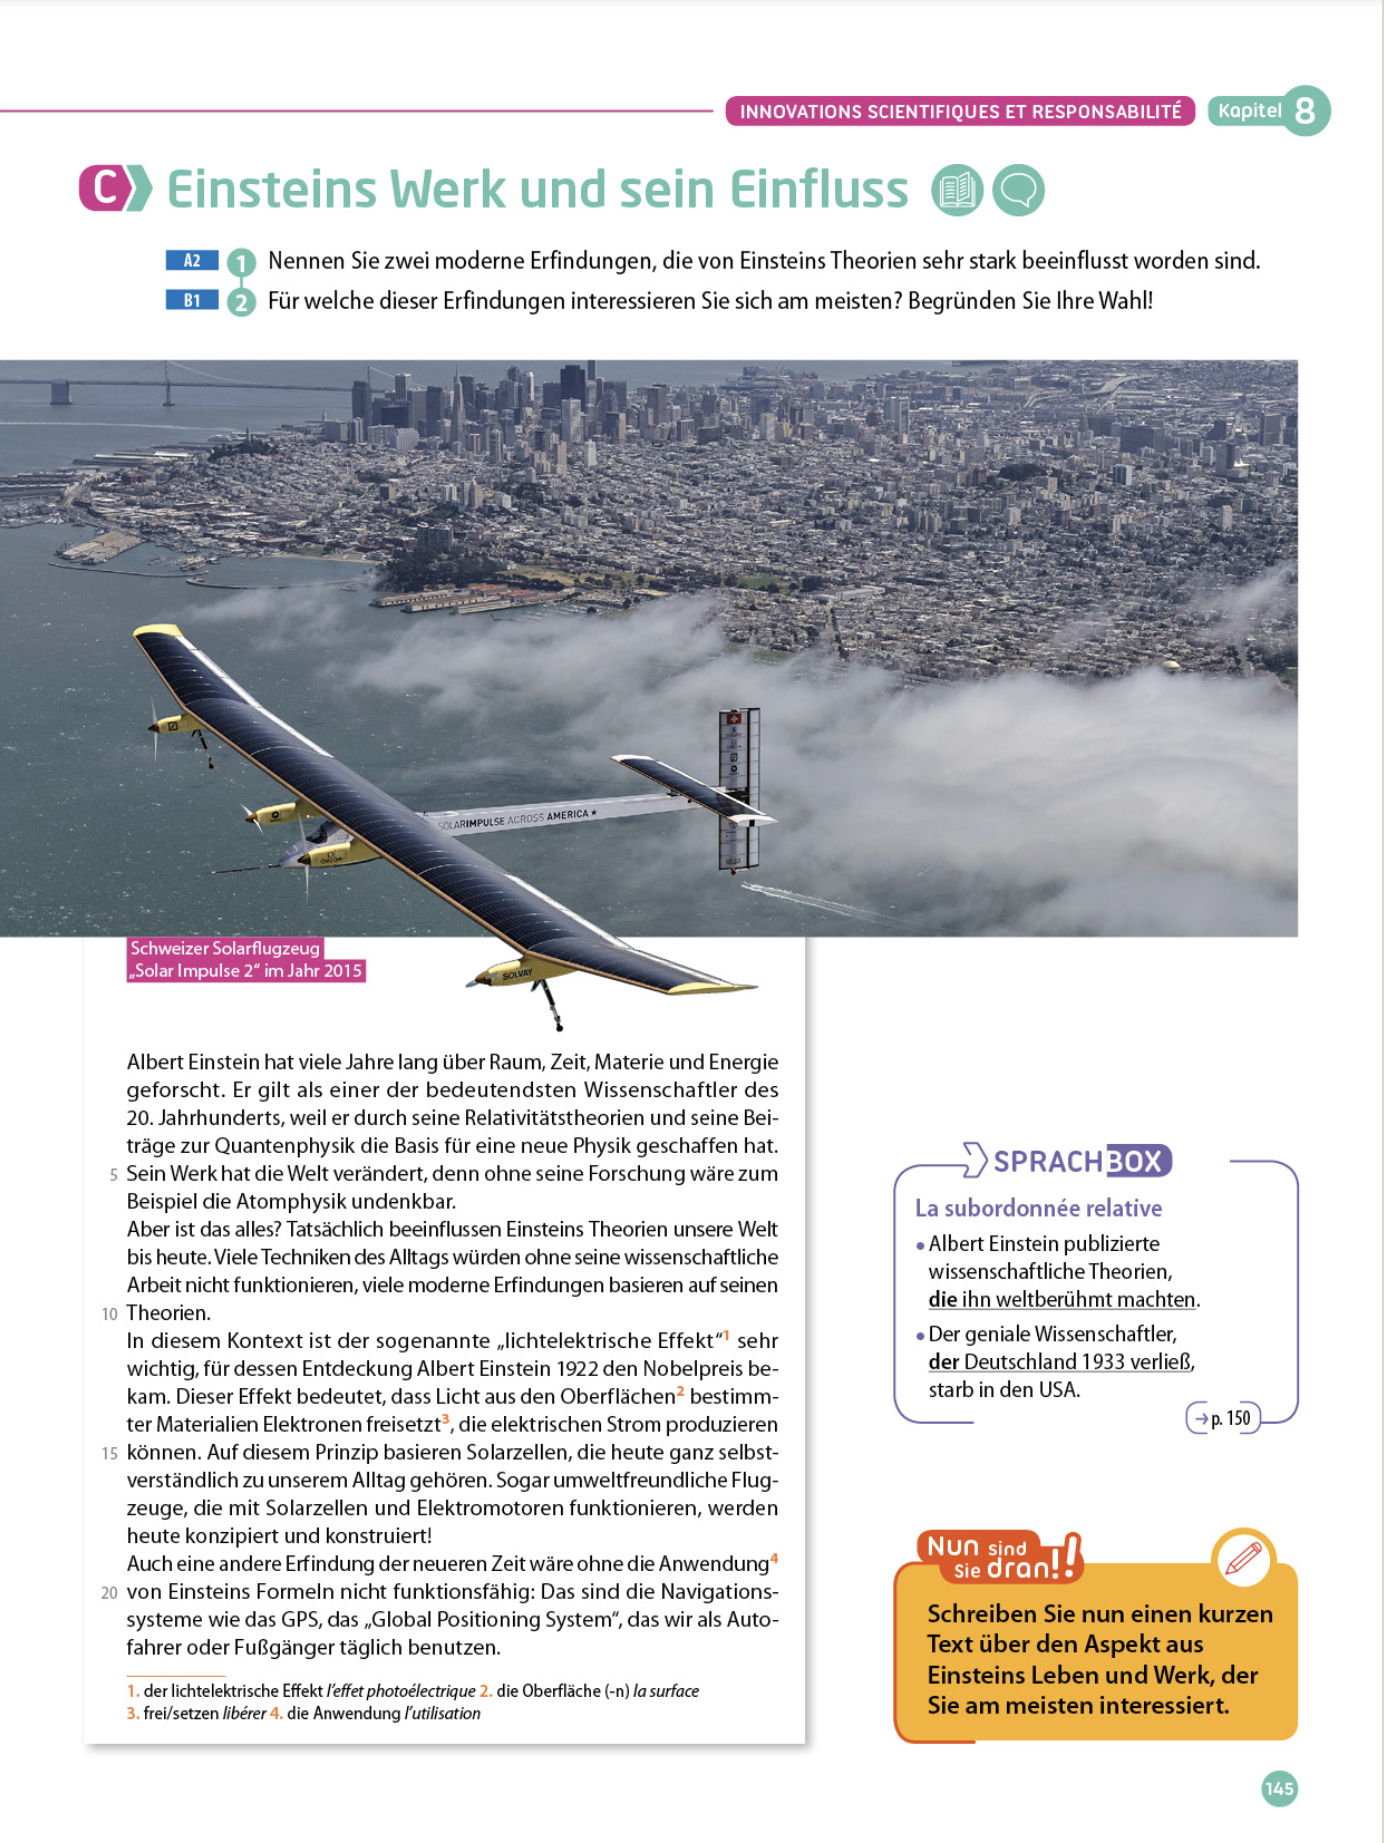 INNOVATIONS SCIENTIFIQUES ET RESPONSABILITÉ Kapitel 8
C Einsteins Werk und sein Einfluss
A2 1 Nennen Sie zwei moderne Erfindungen, die von Einsteins Theorien sehr stark beeinflusst worden sind.
B1 2 Für welche dieser Erfindungen interessieren Sie sich am meisten? Begründen Sie Ihre Wahl!
SOLARIMPULSE ACROSS AMERICA
SOLVAY
Schweizer Solarflugzeug
„Solar Impulse 2“ im Jahr 2015
Albert Einstein hat viele Jahre lang über Raum, Zeit, Materie und Energie
geforscht. Er gilt als einer der bedeutendsten Wissenschaftler des
20. Jahrhunderts, weil er durch seine Relativitätstheorien und seine Bei-
träge zur Quantenphysik die Basis für eine neue Physik geschaffen hat.
5 Sein Werk hat die Welt verändert, denn ohne seine Forschung wäre zum
Beispiel die Atomphysik undenkbar.
Aber ist das alles? Tatsächlich beeinflussen Einsteins Theorien unsere Welt
bis heute. Viele Techniken des Alltags würden ohne seine wissenschaftliche
Arbeit nicht funktionieren, viele moderne Erfindungen basieren auf seinen
10 Theorien.
In diesem Kontext ist der sogenannte „lichtelektrische Effekt“1 sehr
wichtig, für dessen Entdeckung Albert Einstein 1922 den Nobelpreis be-
kam. Dieser Effekt bedeutet, dass Licht aus den Oberflächen2 bestimm-
ter Materialien Elektronen freisetzt3, die elektrischen Strom produzieren
15 können. Auf diesem Prinzip basieren Solarzellen, die heute ganz selbst-
verständlich zu unserem Alltag gehören. Sogar umweltfreundliche Flug-
zeuge, die mit Solarzellen und Elektromotoren funktionieren, werden
heute konzipiert und konstruiert!
Auch eine andere Erfindung der neueren Zeit wäre ohne die Anwendung4
20 von Einsteins Formeln nicht funktionsfähig: Das sind die Navigations-
systeme wie das GPS, das „Global Positioning System“, das wir als Auto-
fahrer oder Fußgänger täglich benutzen.
1. der lichtelektrische Effekt l’effet photoélectrique 2. die Oberfläche (-n) la surface
3. frei/setzen libérer 4. die Anwendung l’utilisation
SPRACHBOX
La subordonnée relative
• Albert Einstein publizierte
wissenschaftliche Theorien,
die ihn weltberühmt machten.
• Der geniale Wissenschaftler,
der Deutschland 1933 verließ,
starb in den USA.
→ p. 150
Nun sind
Sie dran!!
Schreiben Sie nun einen kurzen
Text über den Aspekt aus
Einsteins Leben und Werk, der
Sie am meisten interessiert.
145